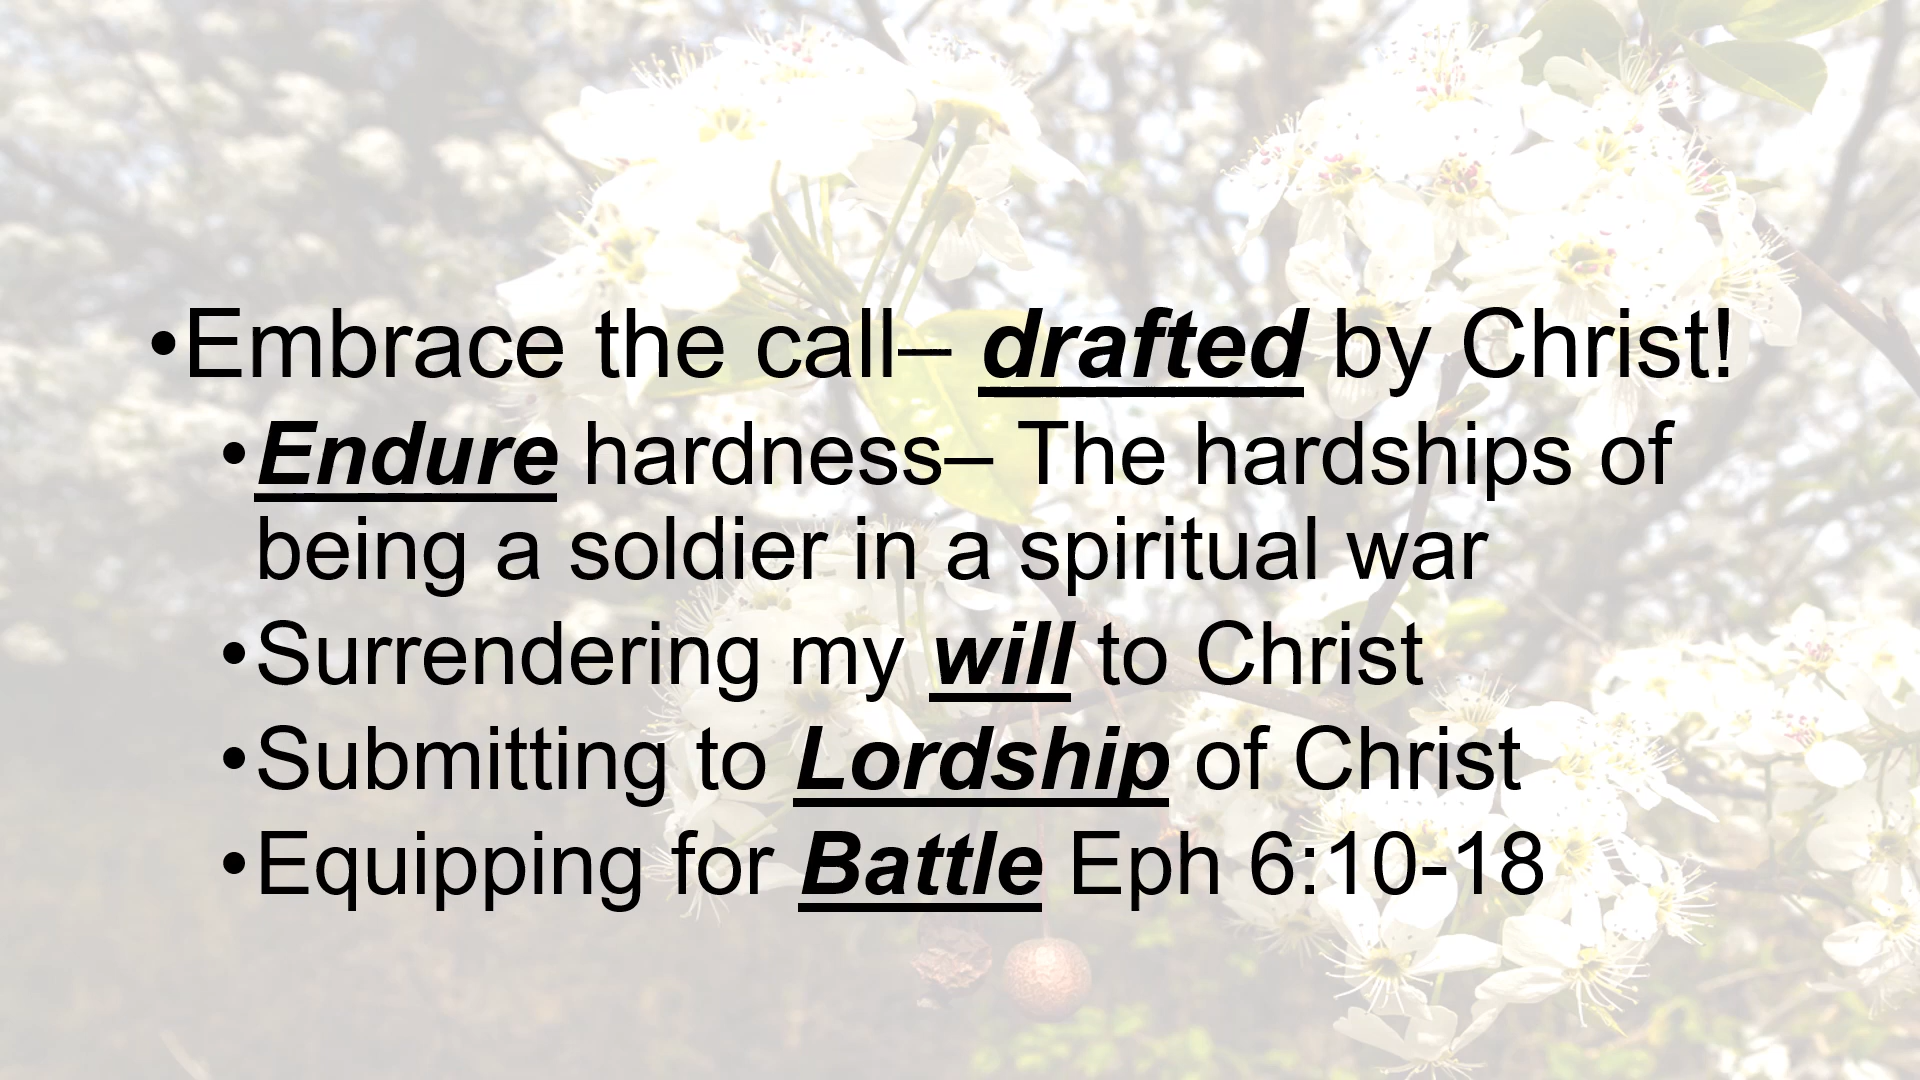 •Embrace the call– drafted by Christ!
•Endure hardness– The hardships of
being a soldier in a spiritual war
•Surrendering my will to Christ
•Submitting to Lordship of Christ
•Equipping for Battle Eph 6:10-18